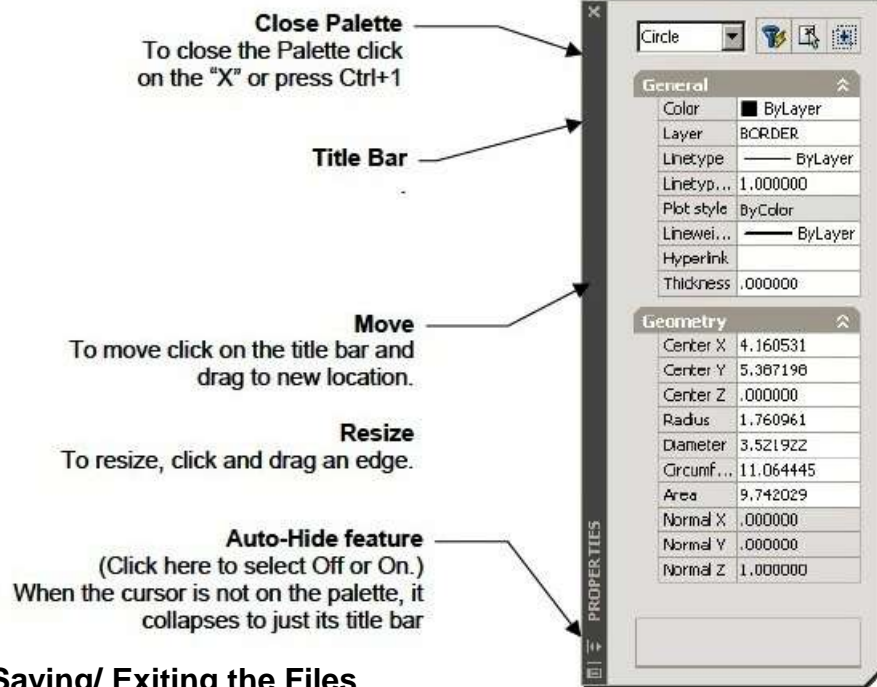 Close Palette
To close the Palette click
on the "X" or press Ctrl+1
Title Bar
.
Move
To move click on the title bar and
drag to new location.
Resize
To resize, click and drag an edge.
Auto-Hide feature
(Click here to select Off or On.)
When the cursor is not on the palette, it
collapses to just its title bar
PROPERTIES
Circle
General
Color ByLayer
Layer BORDER
Linetype ByLayer
Linetyp... 1.000000
Plot style ByColor
Linewei... ByLayer
Hyperlink
Thickness .000000
Geometry
Center X 4.160531
Center Y 5.387198
Center Z .000000
Radius 1.760961
Diameter 3.521922
Circumf... 11.064445
Area 9.742029
Normal X .000000
Normal Y .000000
Normal Z 1.000000
Saving/ Exiting the Files